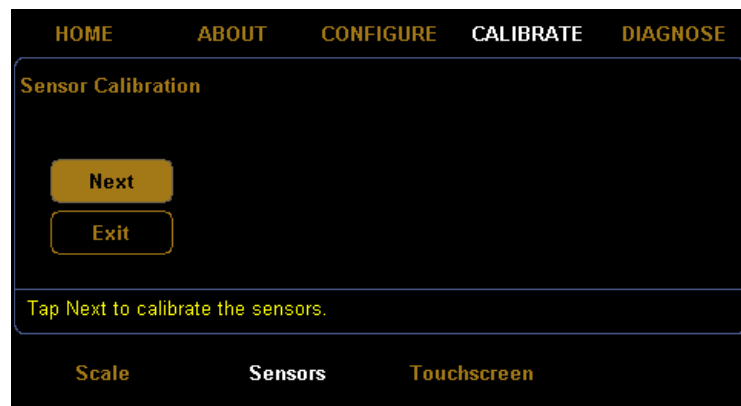 HOME ABOUT CONFIGURE CALIBRATE DIAGNOSE
Sensor Calibration
Next
Exit
Tap Next to calibrate the sensors.
Scale Sensors Touchscreen